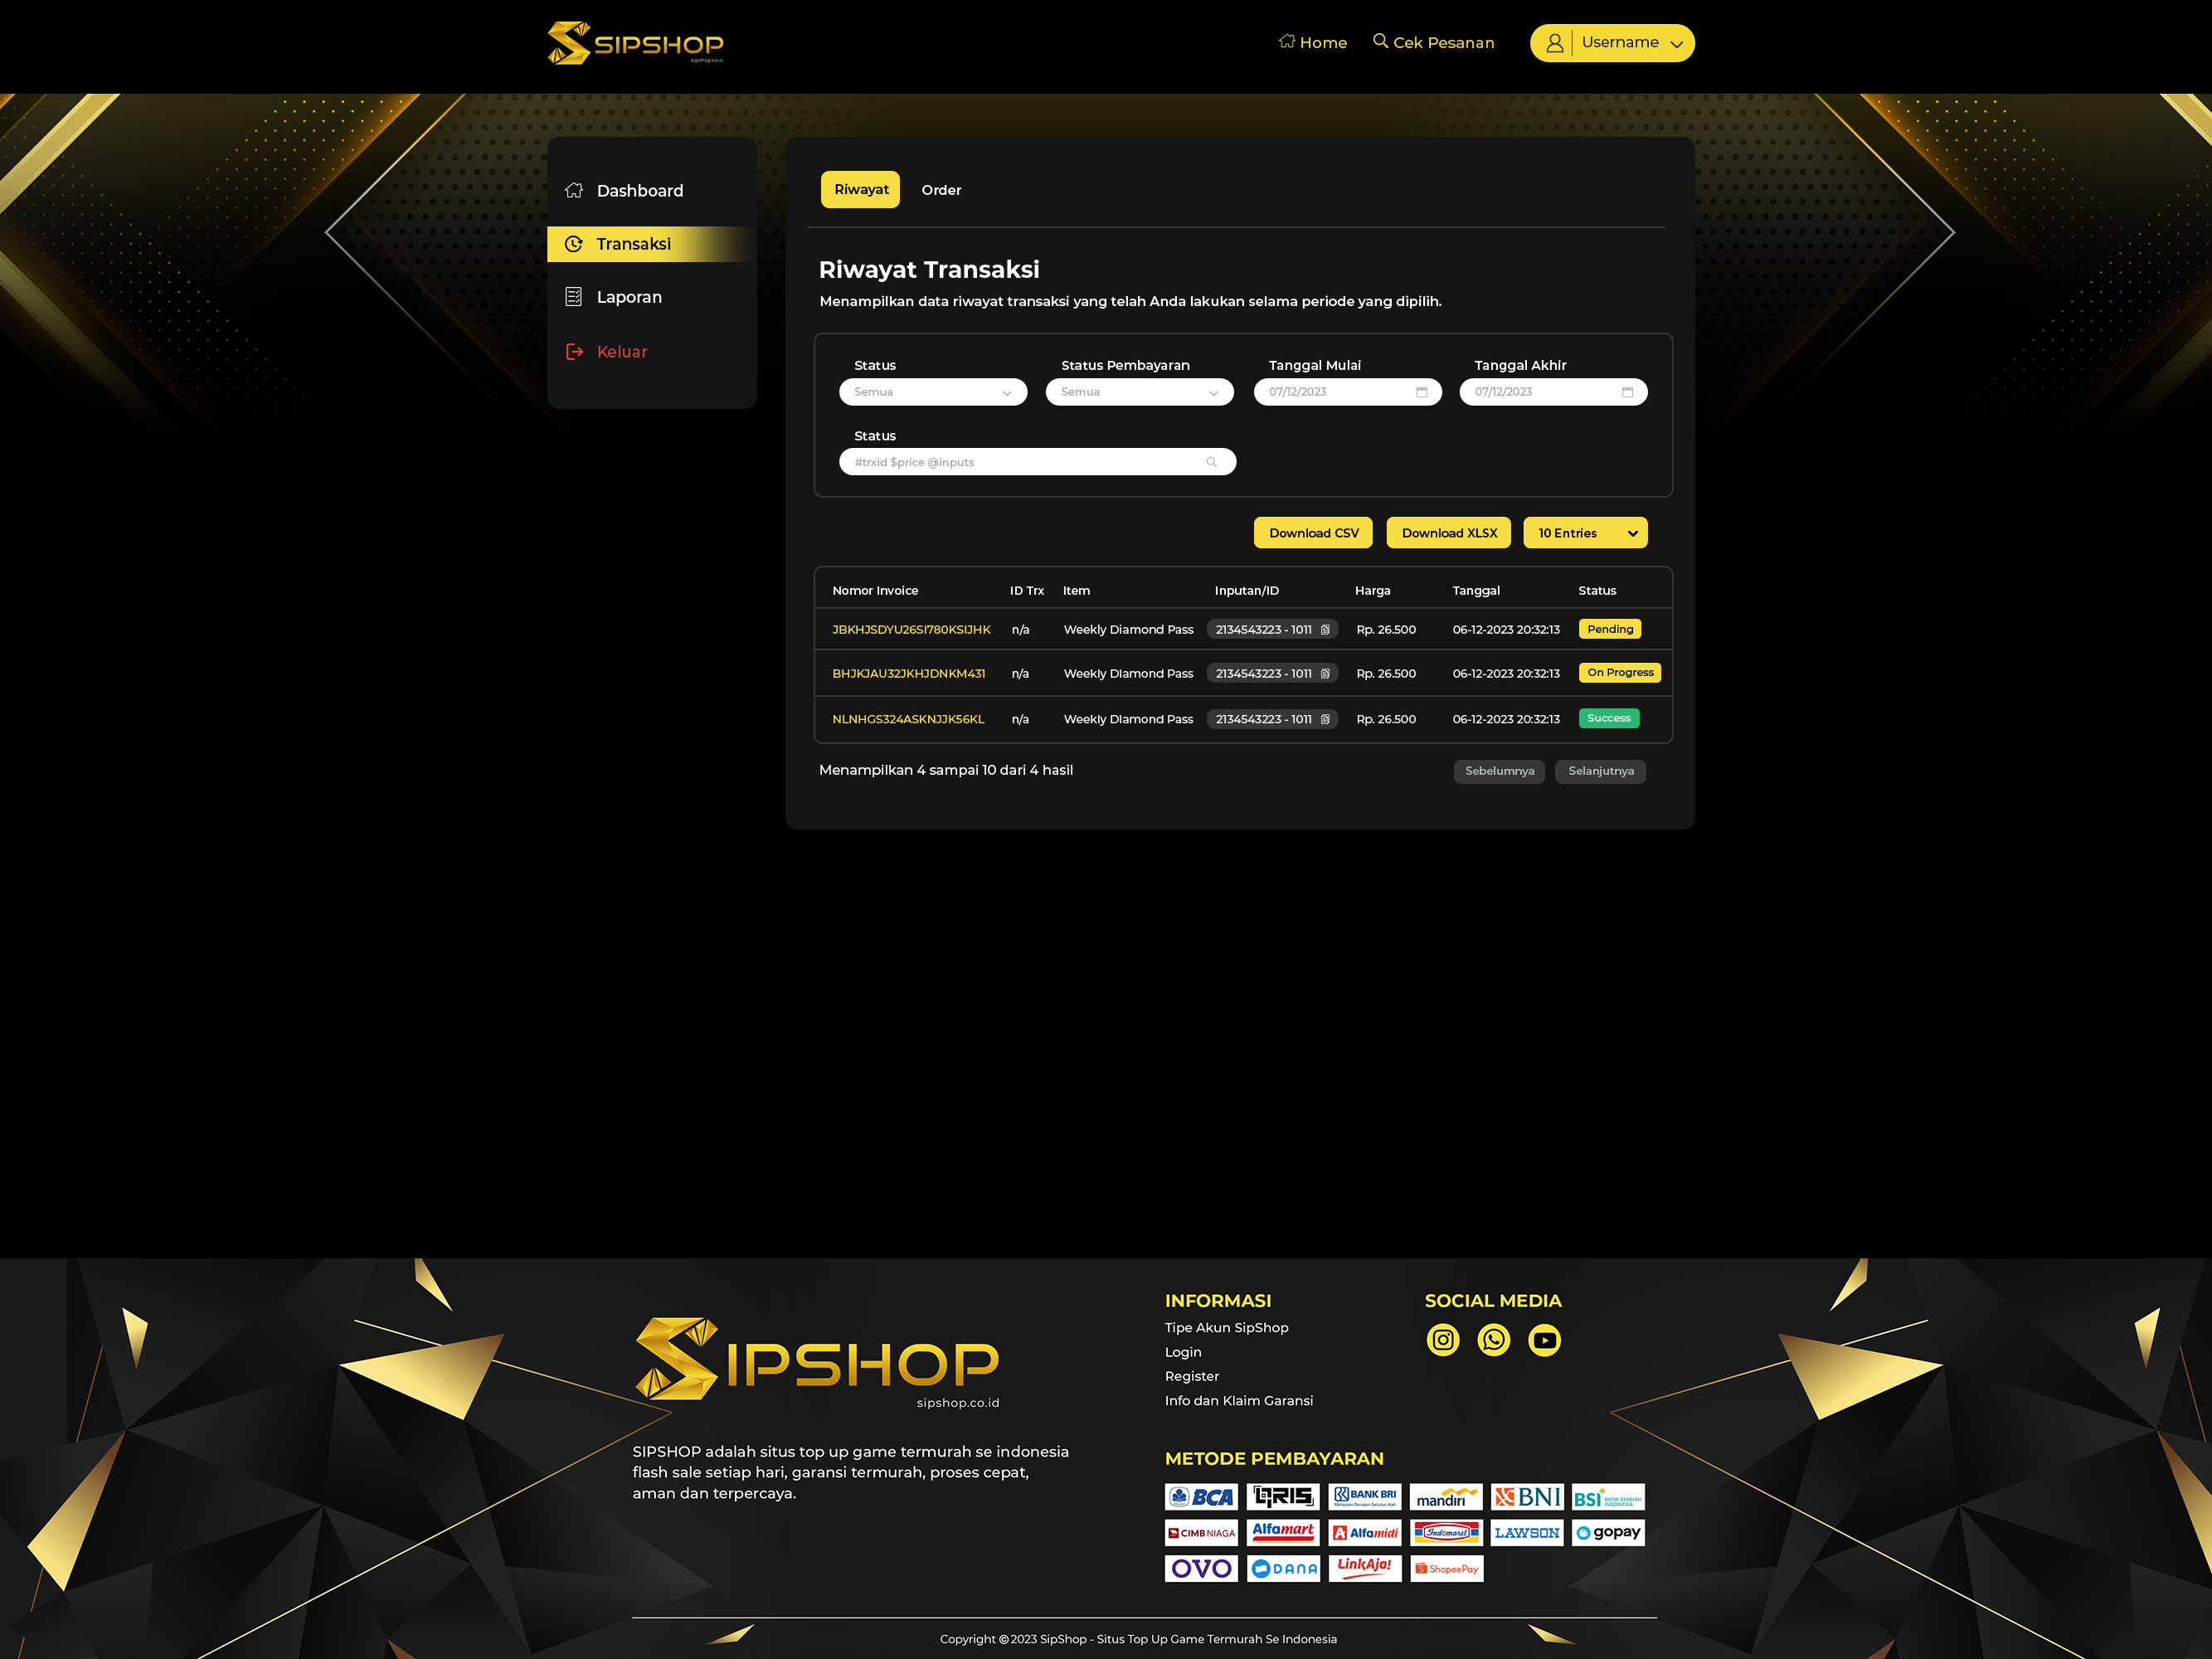 SIPSHOP
sipshop.co.ic
Home
Cek Pesanan
Username
Dashboard
Transaksi
Laporan
Keluar
Riwayat Order
Riwayat Transaksi
Menampilkan data riwayat transaksi yang telah Anda lakukan selama periode yang dipilih.
Status Status Pembayaran Tanggal Mulai Tanggal Akhir
Semua Semua 07/12/2023 07/12/2023
Status
#trxid $price @inputs
Download CSV Download XLSX 10 Entries
Nomor Invoice ID Trx Item Inputan/ID Harga Tanggal Status
JBKHJSDYU26SI780KSIJHK n/a Weekly Diamond Pass 2134543223 - 1011 Rp. 26.500 06-12-2023 20:32:13 Pending
BHJKJAU32JKHJDNKM431 n/a Weekly DIamond Pass 2134543223 - 1011 Rp. 26.500 06-12-2023 20:32:13 On Progress
NLNHGS324ASKNJJK56KL n/a Weekly DIamond Pass 2134543223 - 1011 Rp. 26.500 06-12-2023 20:32:13 Success
Menampilkan 4 sampai 10 dari 4 hasil
Sebelumnya Selanjutnya
SIPSHOP
sipshop.co.id
SIPSHOP adalah situs top up game termurah se indonesia
flash sale setiap hari, garansi termurah, proses cepat,
aman dan terpercaya.
INFORMASI
Tipe Akun SipShop
Login
Register
Info dan Klaim Garansi
SOCIAL MEDIA
METODE PEMBAYARAN
BCA QRIS BANK BRI Melayani Dengan Setulus Hati mandiri BNI BSI BANK SYARIAH INDONESIA
CIMB NIAGA Alfamart Alfamidi Indomaret LAWSON gopay
OVO DANA LinkAja! ShopeePay
Copyright © 2023 SipShop - Situs Top Up Game Termurah Se Indonesia